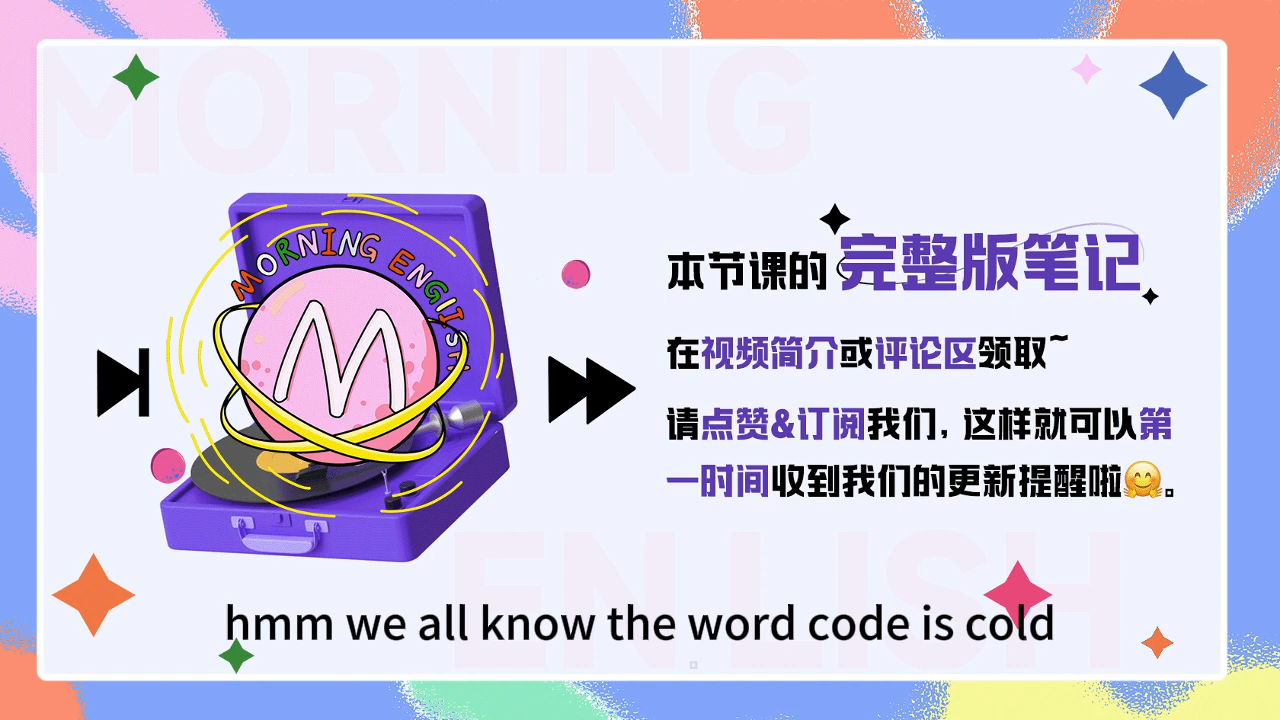 MORNING
MORNING ENGLISH
M
本节课的 完整版笔记
在视频简介或评论区领取~
请点赞&订阅我们, 这样就可以第
一时间收到我们的更新提醒啦🤗。
EN LISH
hmm we all know the word code is cold